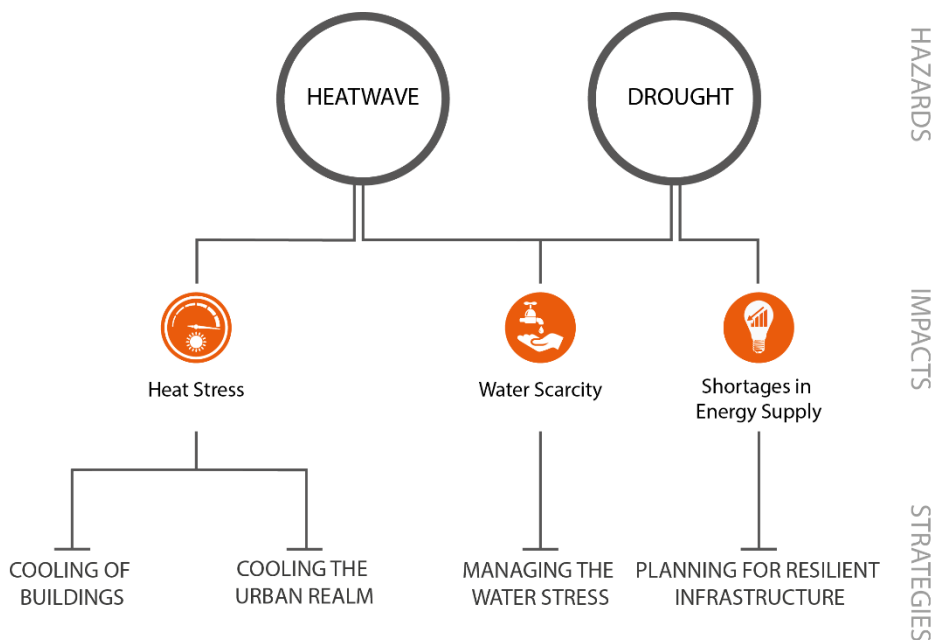 HEATWAVE
DROUGHT
HAZARDS
Heat Stress
Water Scarcity
Shortages in
Energy Supply
IMPACTS
COOLING OF
BUILDINGS
COOLING THE
URBAN REALM
MANAGING THE
WATER STRESS
PLANNING FOR RESILIENT
INFRASTRUCTURE
STRATEGIES